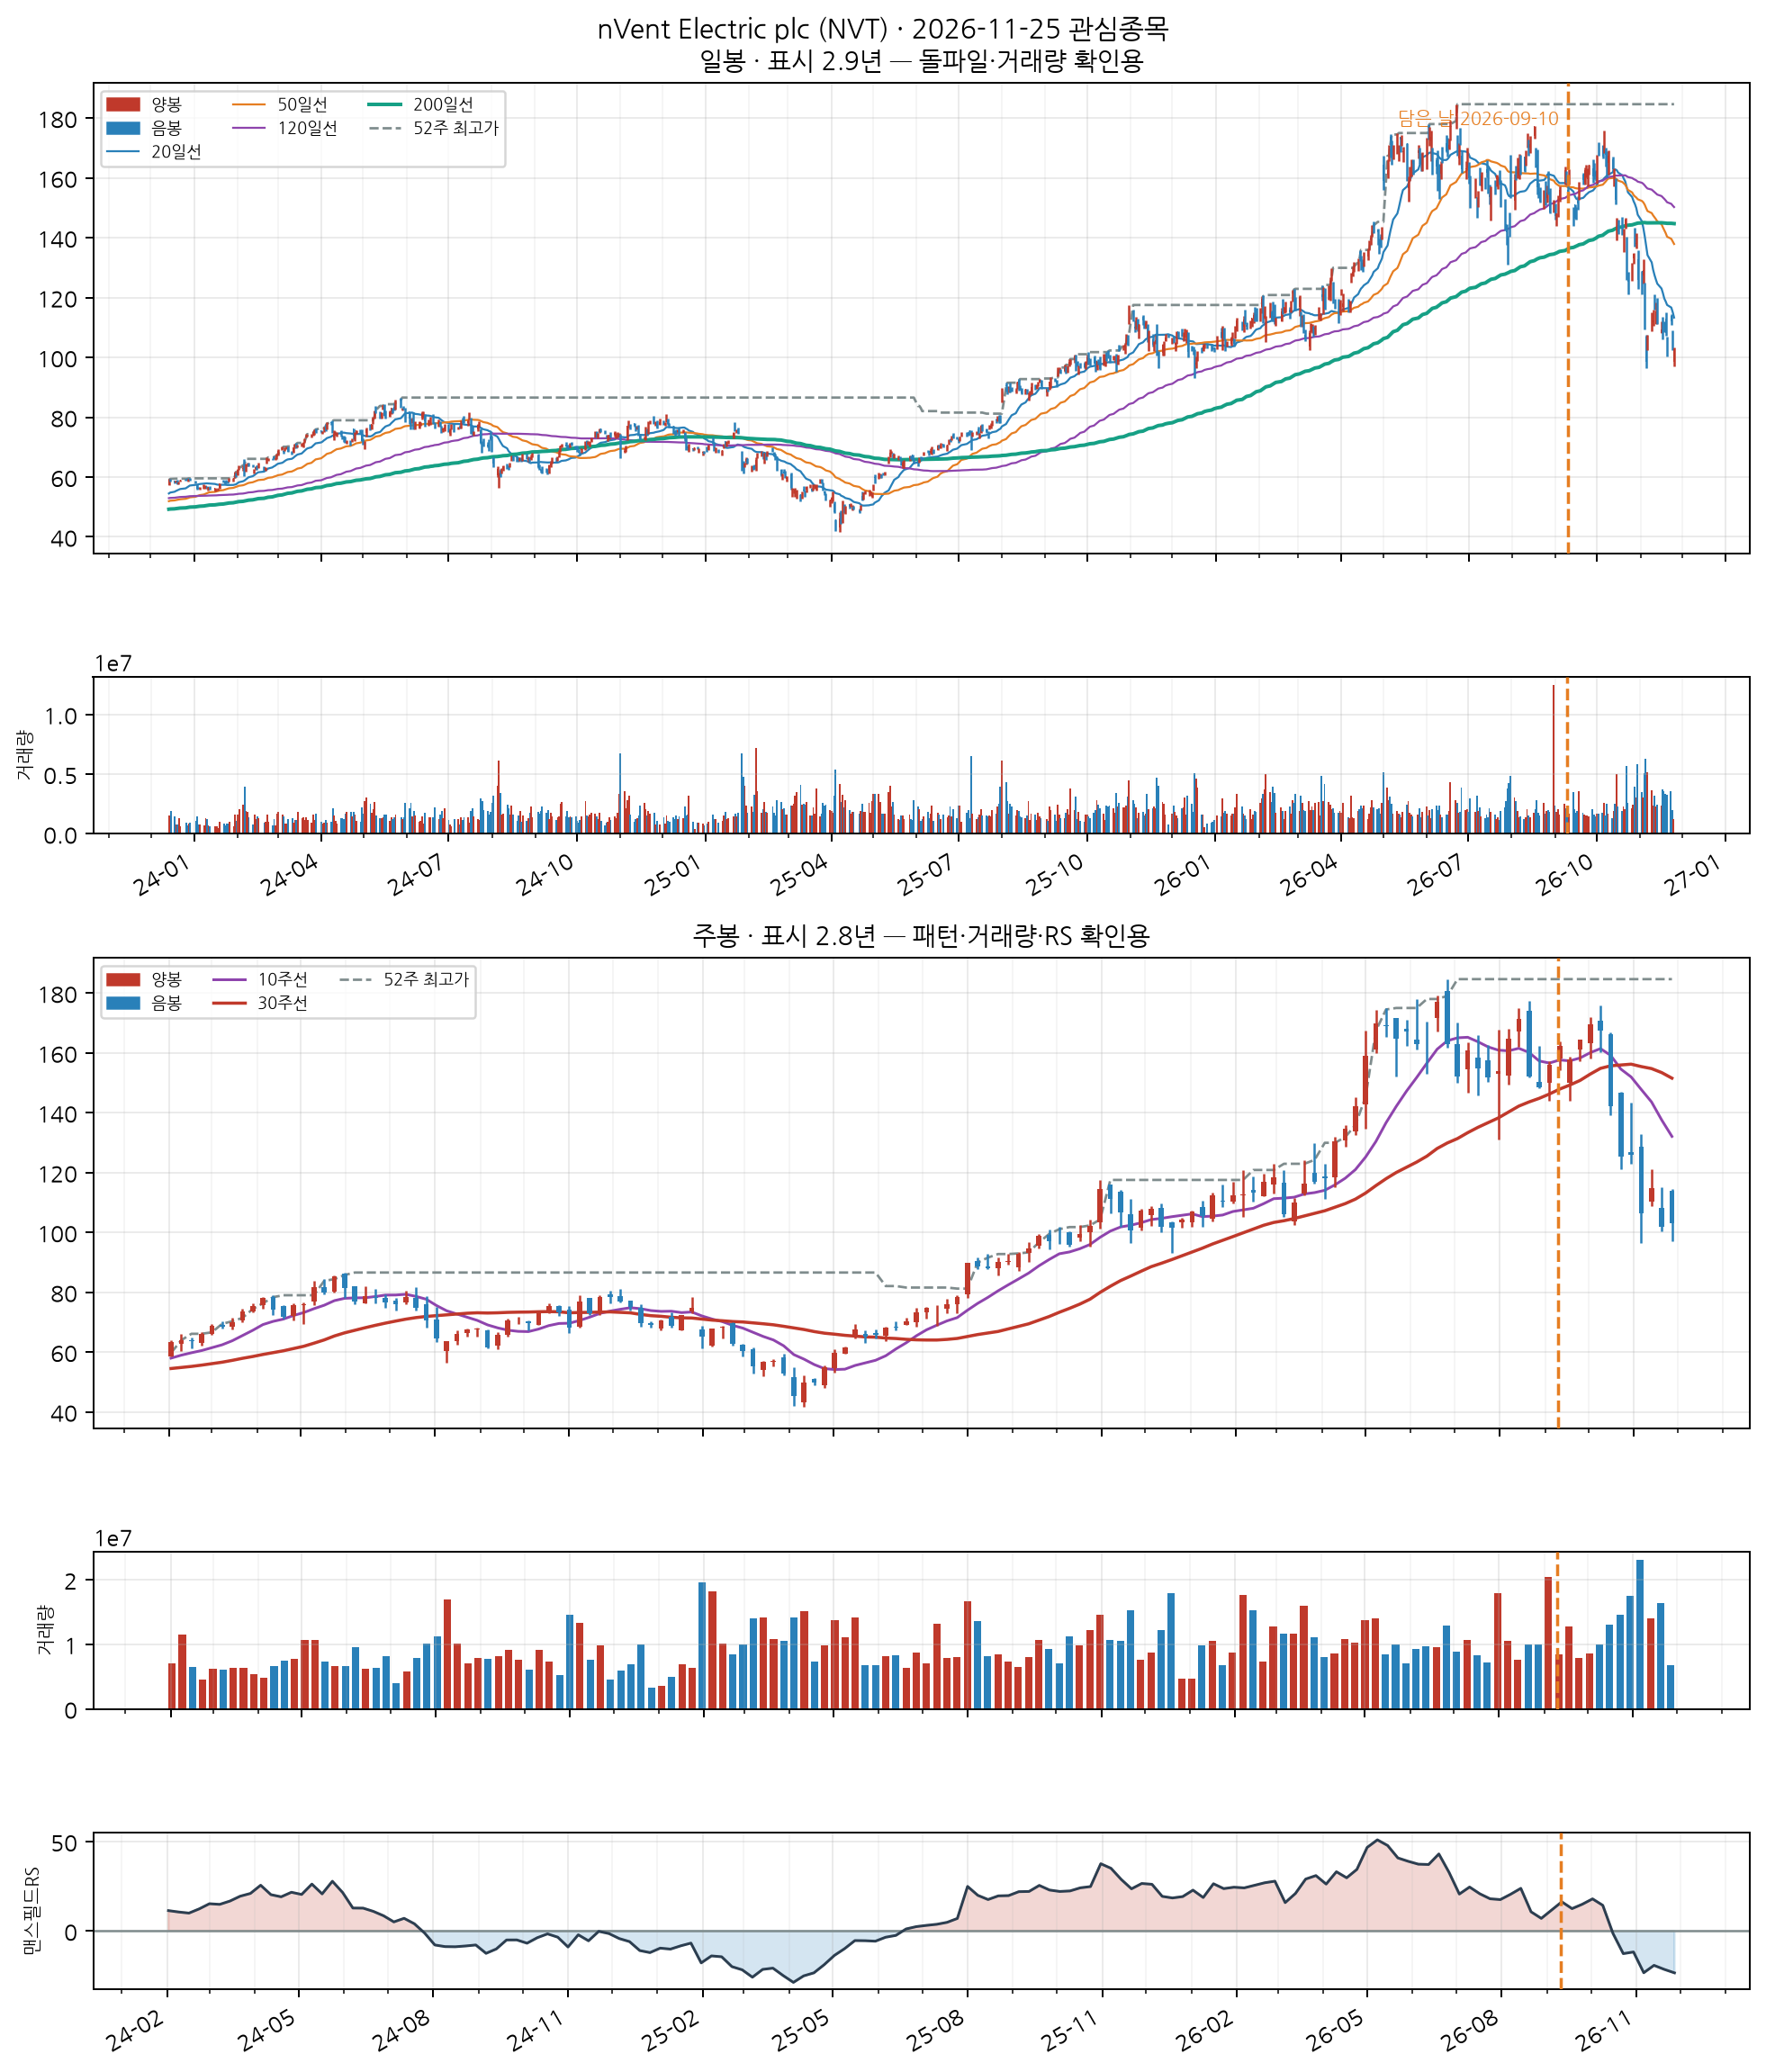 nVent Electric plc (NVT) · 2026-11-25 관심종목
일봉 · 표시 2.9년 — 돌파일·거래량 확인용
양봉 50일선 200일선
음봉 120일선 52주 최고가
20일선
담은 날 2026-09-10
180
160
140
120
100
80
60
40
1e7
거래량
1.0
0.5
0.0
24-01 24-04 24-07 24-10 25-01 25-04 25-07 25-10 26-01 26-04 26-07 26-10 27-01
주봉 · 표시 2.8년 — 패턴·거래량·RS 확인용
양봉 10주선 52주 최고가
음봉 30주선
180
160
140
120
100
80
60
40
1e7
거래량
2
1
0
맨스필드RS
50
0
24-02 24-05 24-08 24-11 25-02 25-05 25-08 25-11 26-02 26-05 26-08 26-11